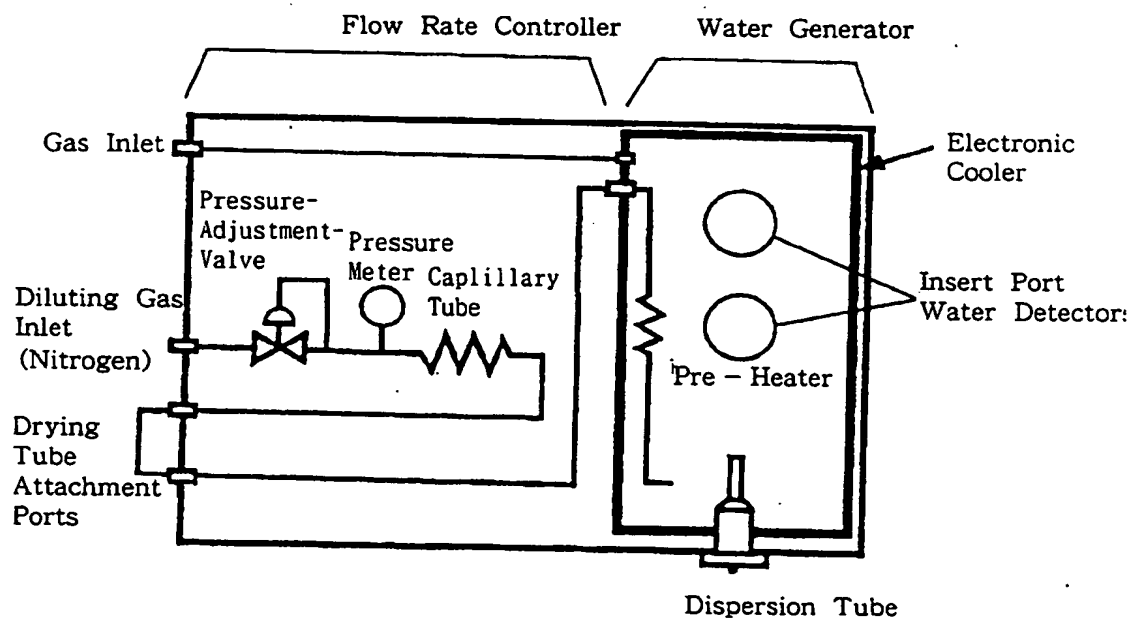 Flow Rate Controller
Water Generator
Gas Inlet
Electronic
Cooler
Pressure-
Adjustment-
Valve
Pressure
Meter
Caplillary
Tube
Diluting Gas
Inlet
(Nitrogen)
Insert Port
Water Detector:
Pre - Heater
Drying
Tube
Attachment
Ports
Dispersion Tube